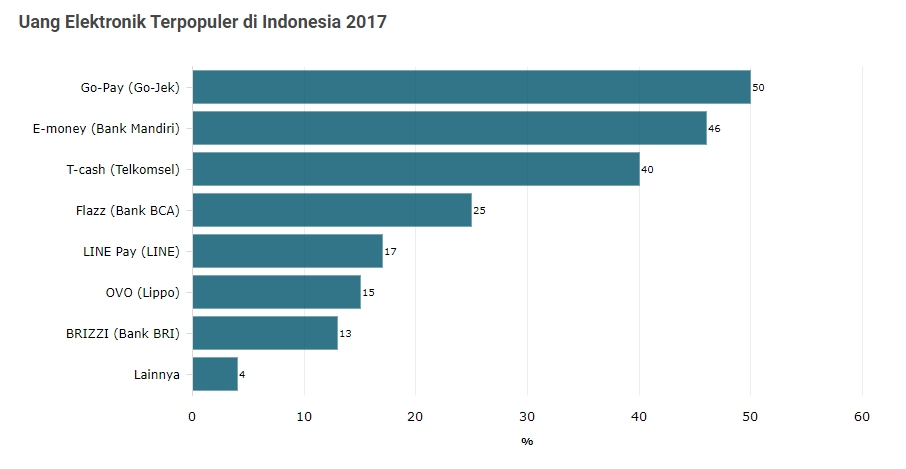 Uang Elektronik Terpopuler di Indonesia 2017
Go-Pay (Go-Jek) 50
E-money (Bank Mandiri) 46
T-cash (Telkomsel) 40
Flazz (Bank BCA) 25
LINE Pay (LINE) 17
OVO (Lippo) 15
BRIZZI (Bank BRI) 13
Lainnya 4
0 10 20 30 40 50 60
%